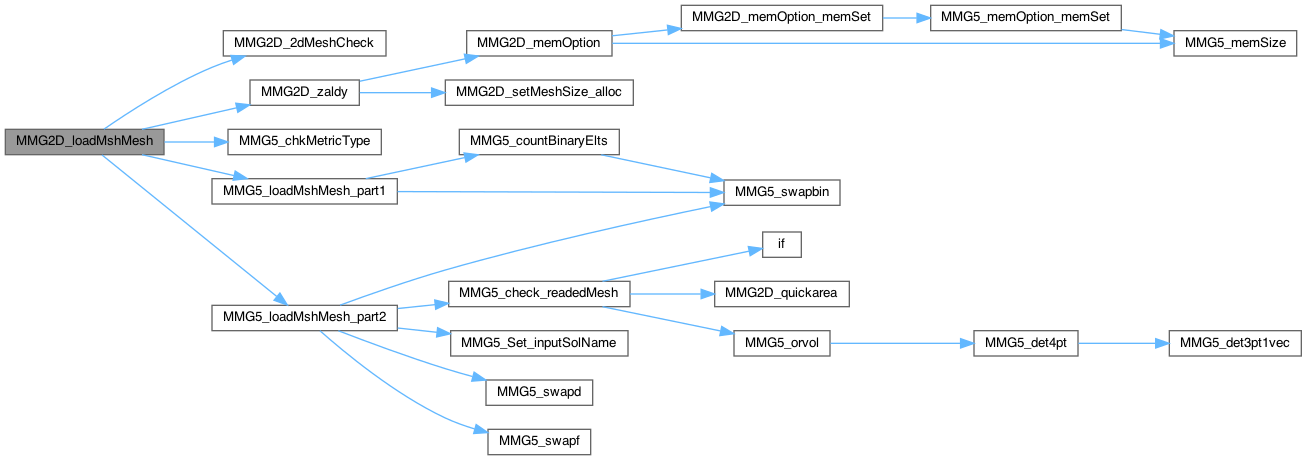 MMG2D_loadMshMesh
MMG2D_2dMeshCheck
MMG2D_zaldy
MMG2D_memOption
MMG2D_memOption_memSet
MMG5_memOption_memSet
MMG5_memSize
MMG2D_setMeshSize_alloc
MMG5_chkMetricType
MMG5_loadMshMesh_part1
MMG5_countBinaryElts
MMG5_swapbin
MMG5_loadMshMesh_part2
MMG5_check_readedMesh
if
MMG2D_quickarea
MMG5_orvol
MMG5_det4pt
MMG5_det3pt1vec
MMG5_Set_inputSolName
MMG5_swapd
MMG5_swapf